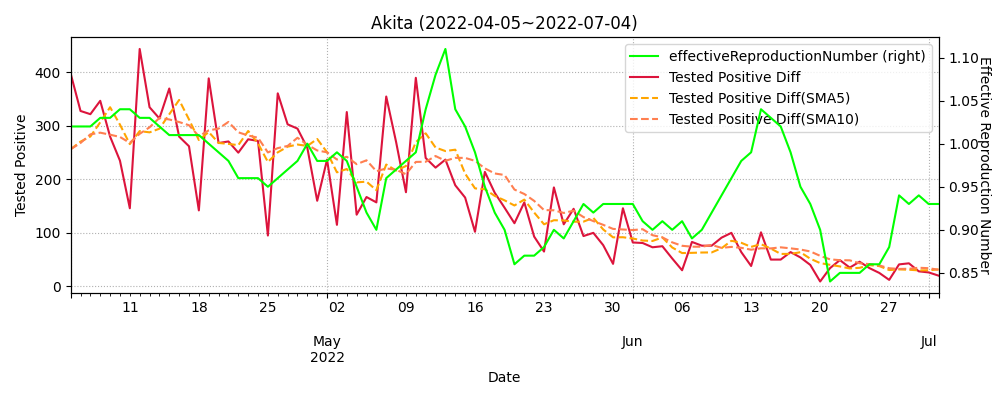 Akita (2022-04-05~2022-07-04)
effectiveReproductionNumber (right)
Tested Positive Diff
Tested Positive Diff(SMA5)
Tested Positive Diff(SMA10)
Tested Positive
400
300
200
100
0
1.10
1.05
1.00
0.95
0.90
0.85
Effective Reproduction Number
11 18 25 02 09 16 23 30 06 13 20 27
May Jun Jul
2022
Date